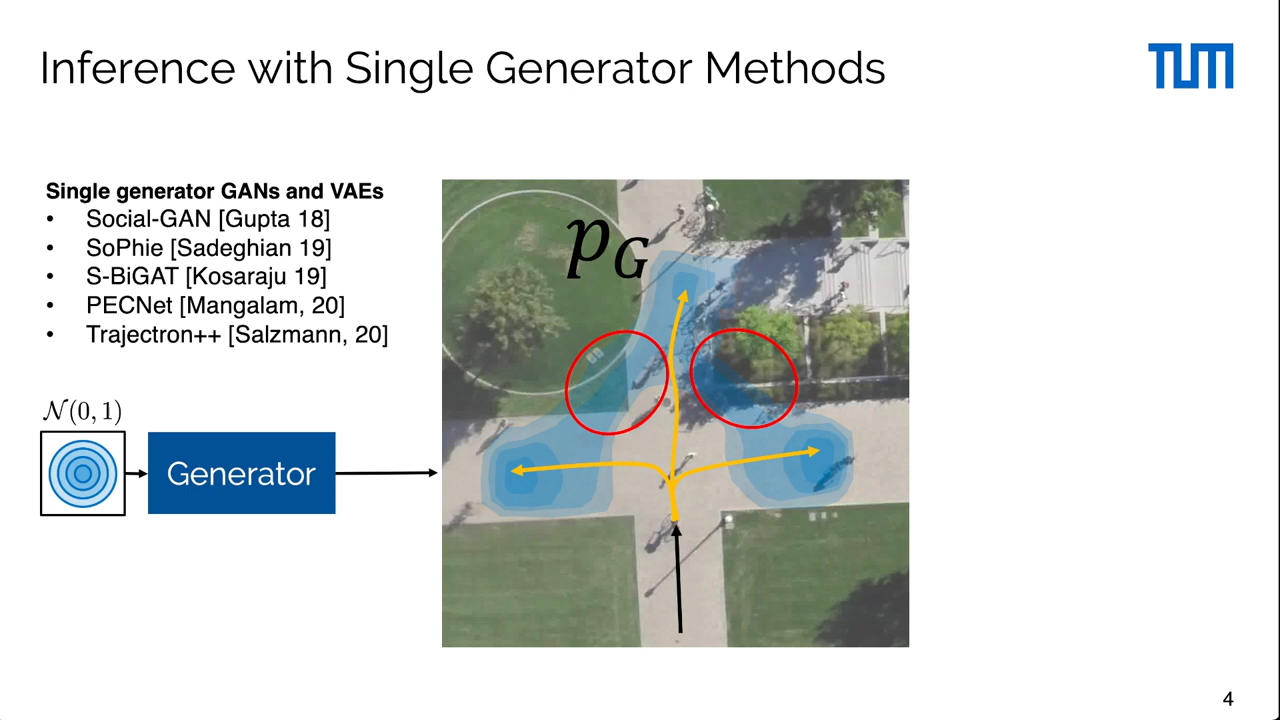 Inference with Single Generator Methods
TUM
Single generator GANs and VAEs
• Social-GAN [Gupta 18]
• SoPhie [Sadeghian 19]
• S-BiGAT [Kosaraju 19]
• PECNet [Mangalam, 20]
• Trajectron++ [Salzmann, 20]
𝒩(0, 1)
Generator
p_G
4